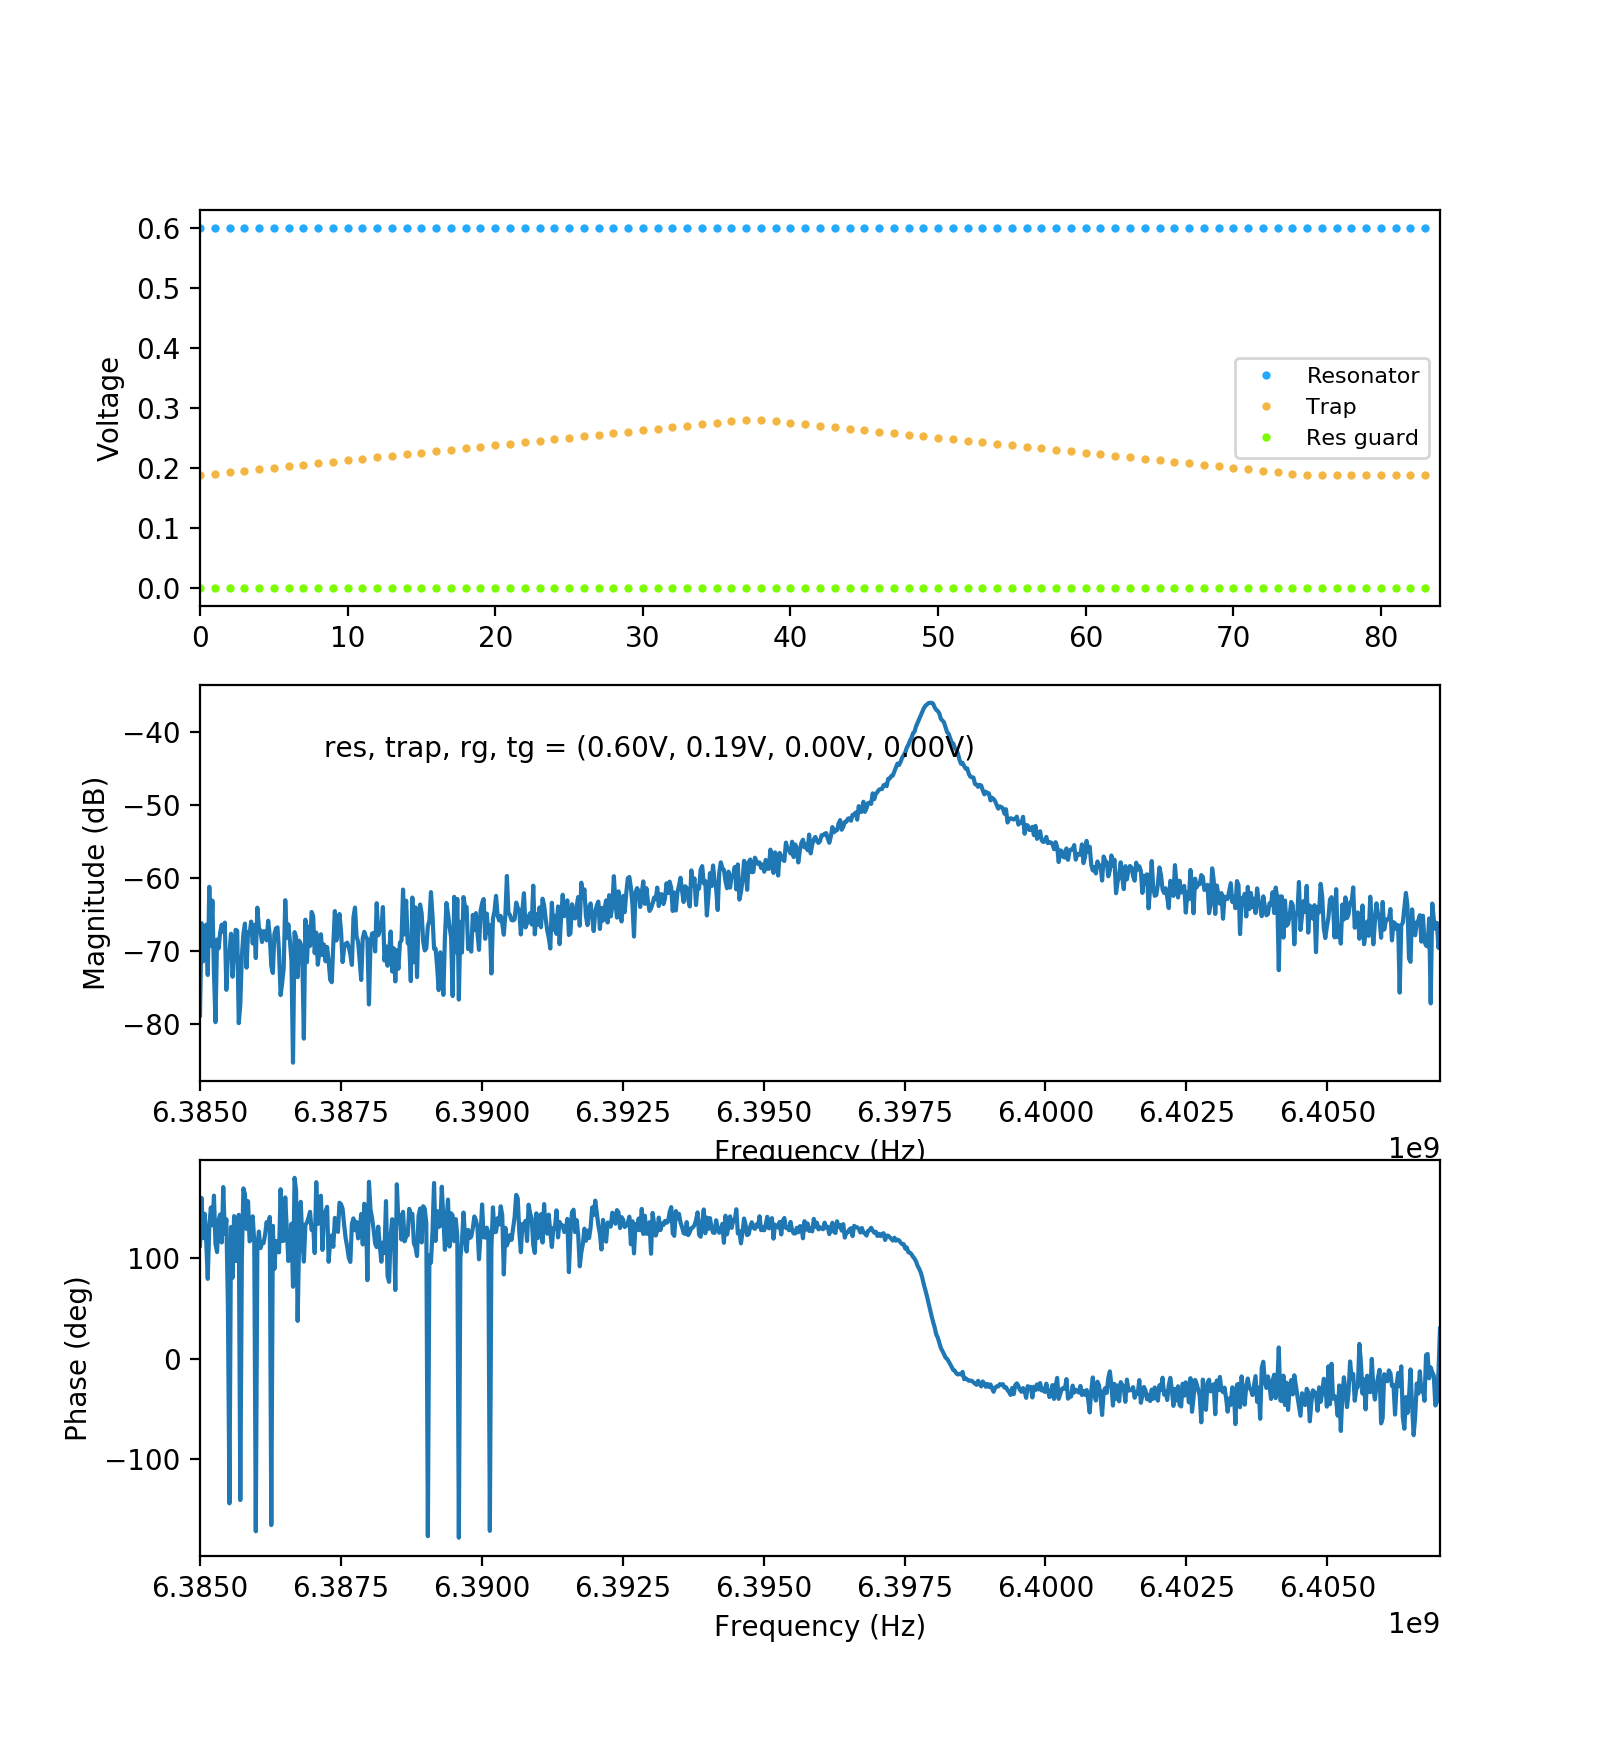 0.6
0.5
0.4
0.3
0.2
0.1
0.0
Voltage
Resonator
Trap
Res guard
0 10 20 30 40 50 60 70 80
−40
−50
−60
−70
−80
Magnitude (dB)
res, trap, rg, tg = (0.60V, 0.19V, 0.00V, 0.00V)
6.3850 6.3875 6.3900 6.3925 6.3950 6.3975 6.4000 6.4025 6.4050
Frequency (Hz)
1e9
100
0
−100
Phase (deg)
6.3850 6.3875 6.3900 6.3925 6.3950 6.3975 6.4000 6.4025 6.4050
Frequency (Hz)
1e9